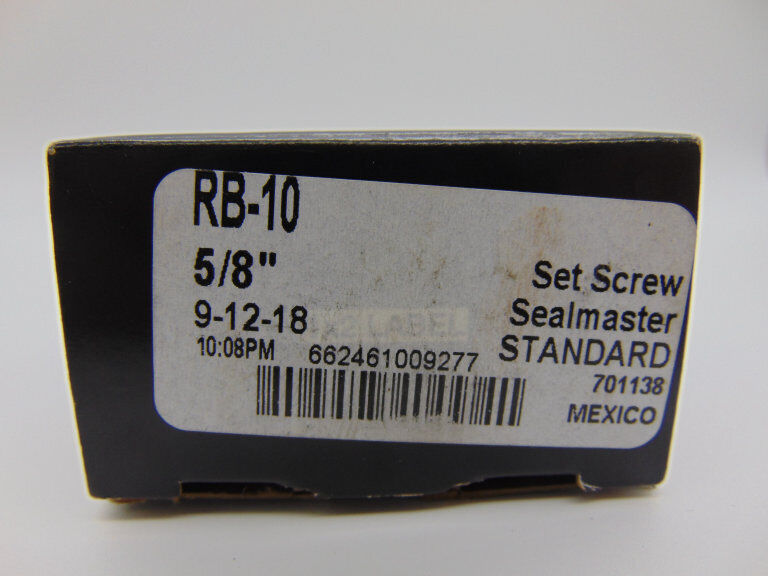 RB-10
5/8"
9-12-18
10:08PM
662461009277
Set Screw
Sealmaster
STANDARD
701138
MEXICO